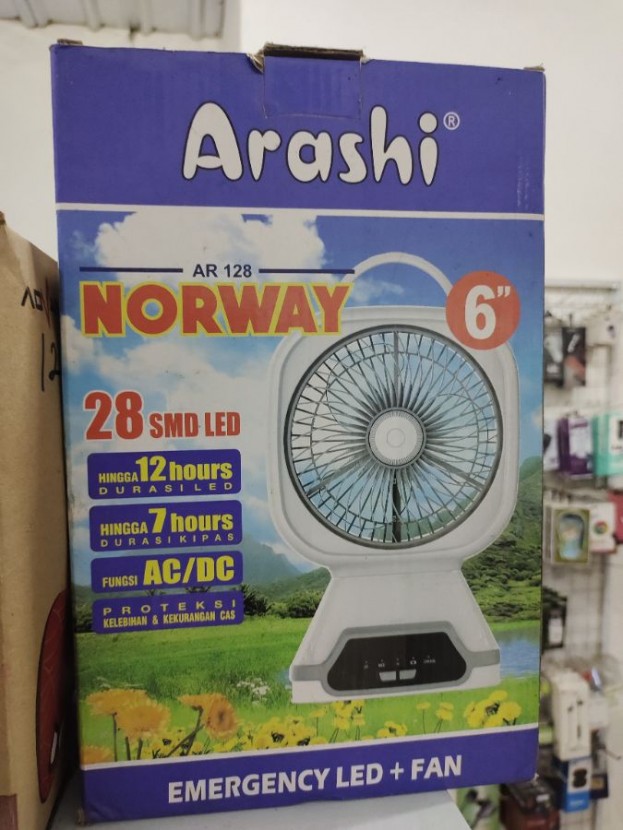 Arashi®
AR 128
NORWAY
6”
28 SMD LED
HINGGA 12 hours
DURASI LED
HINGGA 7 hours
DURASI KIPAS
FUNGSI AC/DC
PROTEKSI
KELEBIHAN & KEKURANGAN CAS
EMERGENCY LED + FAN